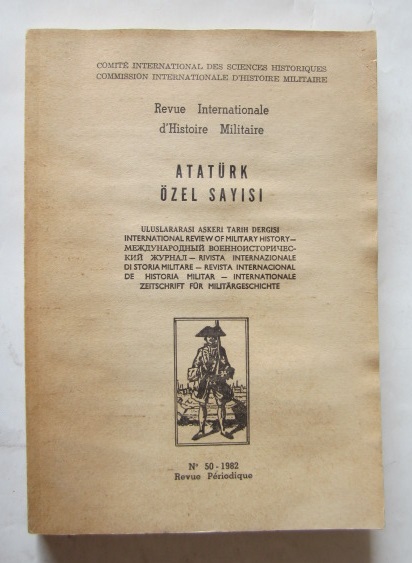 COMITÉ INTERNATIONAL DES SCIENCES HISTORIQUES
COMMISSION INTERNATIONALE D'HISTOIRE MILITAIRE
Revue Internationale
d'Histoire Militaire
ATATÜRK
ÖZEL SAYISI
ULUSLARARASI ASKERİ TARİH DERGİSİ
INTERNATIONAL REVIEW OF MILITARY HISTORY—
МЕЖДУНАРОДНЫЙ ВОЕННОИСТОРИЧЕС-
КИЙ ЖУРНАЛ — RIVISTA INTERNAZIONALE
DI STORIA MILITARE — REVISTA INTERNACIONAL
DE HISTORIA MILITAR — INTERNATIONALE
ZEITSCHRIFT FÜR MILITÄRGESCHICHTE
N° 50 - 1982
Revue Périodique